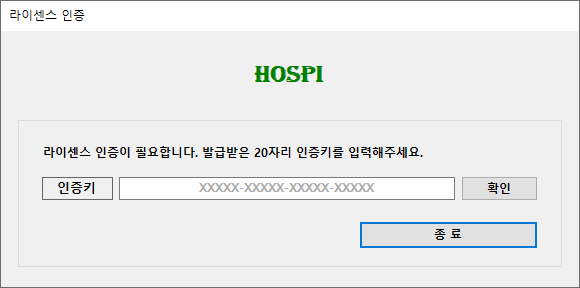 라이센스 인증
HOSPI
라이센스 인증이 필요합니다. 발급받은 20자리 인증키를 입력해주세요.
인증키 XXXXX-XXXXX-XXXXX-XXXXX 확인
종 료